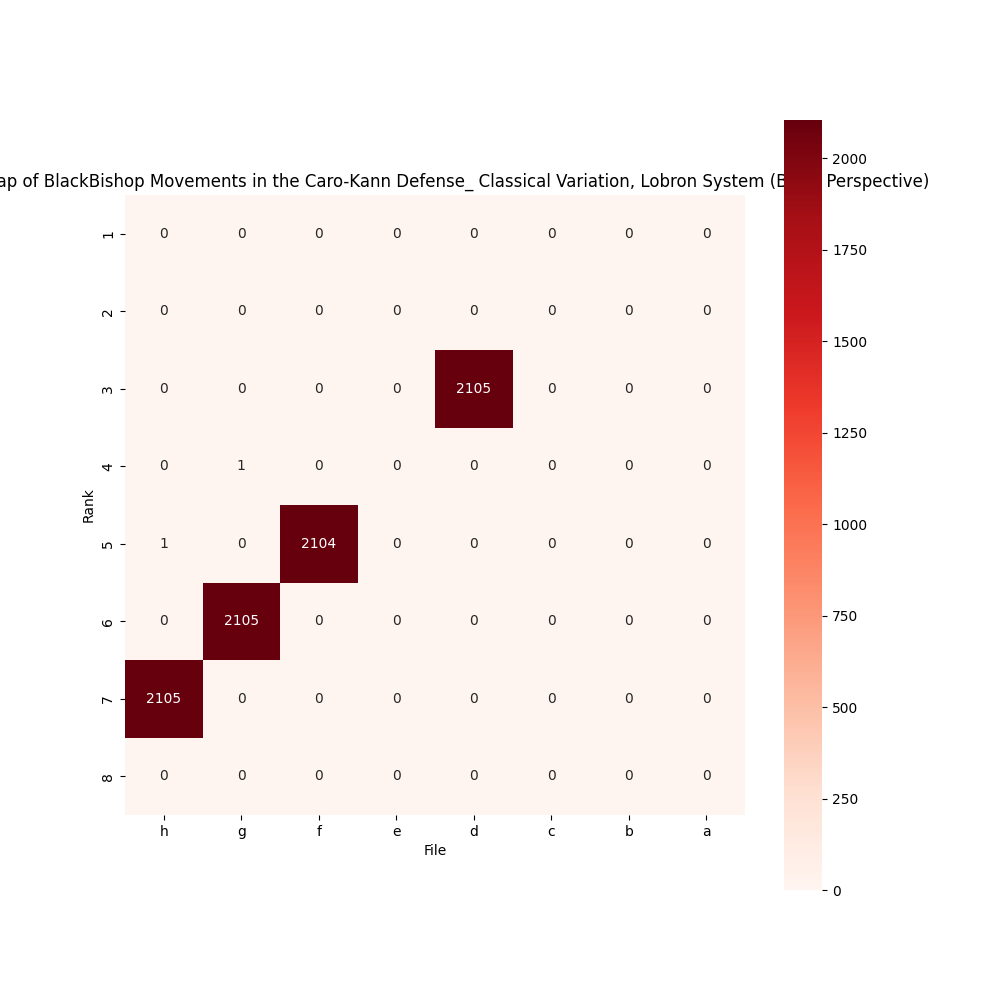 of BlackBishop Movements in the Caro-Kann Defense_ Classical Variation, Lobron System Perspective)
2000
1 0 0 0 0 0 0 0 0
1750
2 0 0 0 0 0 0 0 0
1500
3 0 0 0 0 2105 0 0 0
1250
4 0 1 0 0 0 0 0 0
Rank
1000
5 1 0 2104 0 0 0 0 0
750
6 0 2105 0 0 0 0 0 0
500
7 2105 0 0 0 0 0 0 0
250
8 0 0 0 0 0 0 0 0
h g f e d c b a
File
0